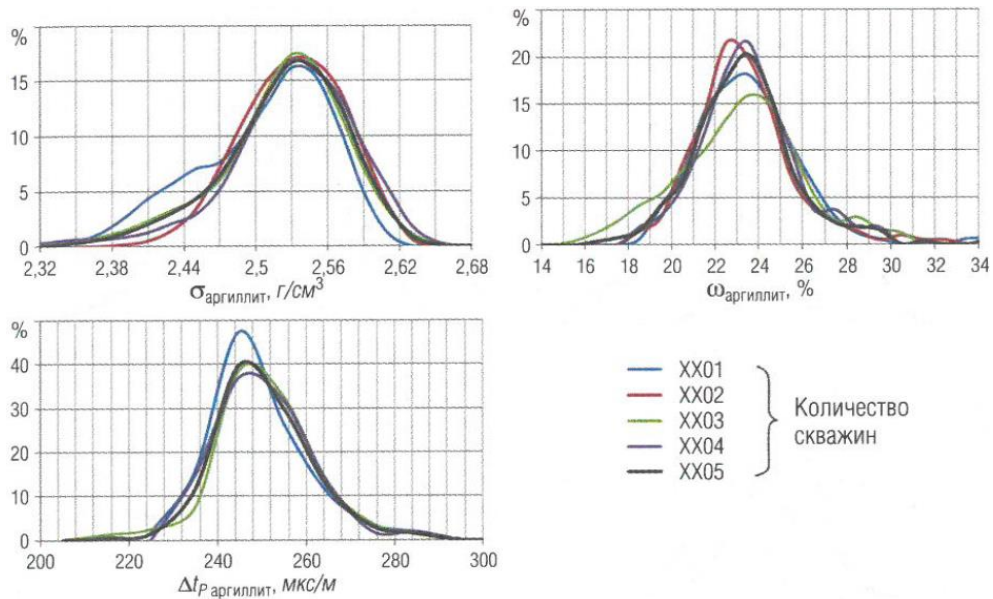 %
15
10
5
0
2,32 2,38 2,44 2,5 2,56 2,62 2,68
σаргиллит, г/см³
%
20
15
10
5
0
14 16 18 20 22 24 26 28 30 32 34
ωаргиллит, %
%
40
30
20
10
0
200 220 240 260 280 300
ΔtP аргиллит, мкс/м
XX01
XX02
XX03
XX04
XX05
Количество
скважин